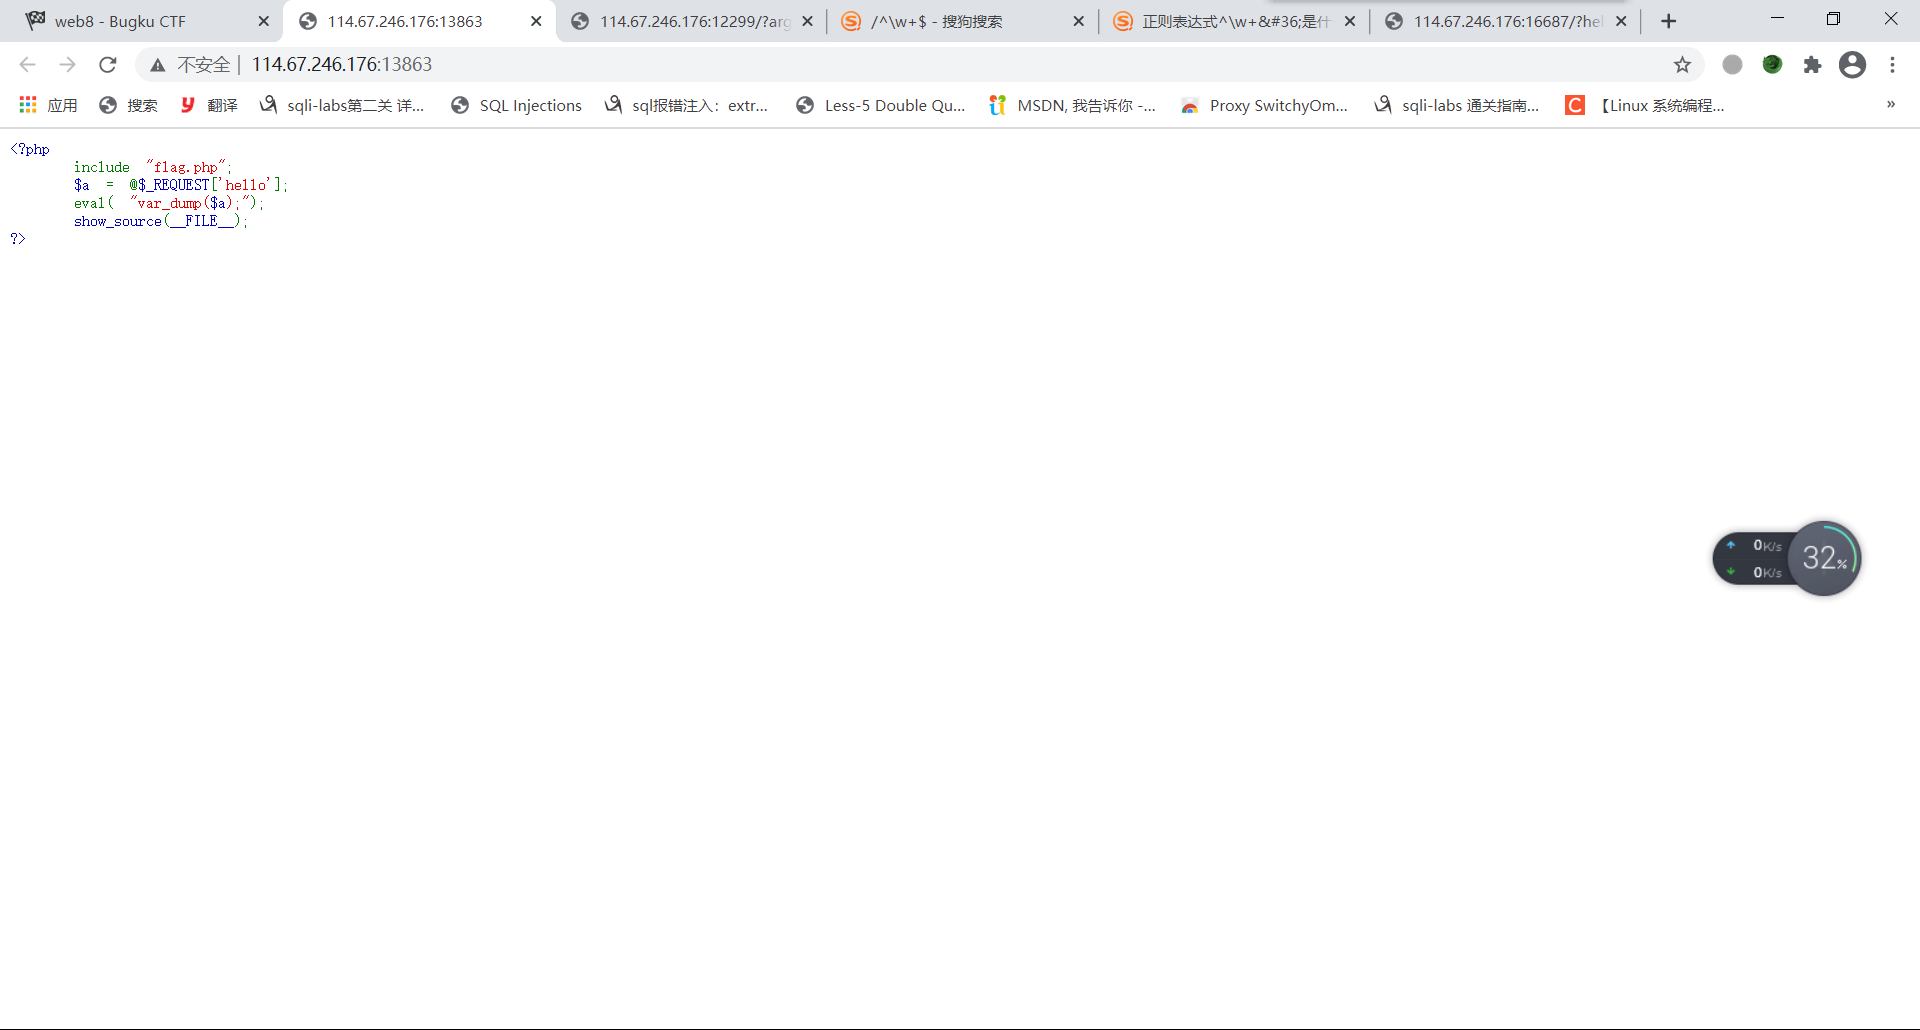 web8 - Bugku CTF
114.67.246.176:13863
114.67.246.176:12299/?arg
/^\w+$ - 搜狗搜索
正则表达式^\w+&#36;是什
114.67.246.176:16687/?hel
不安全 | 114.67.246.176:13863
应用 搜索 翻译 sqli-labs第二关 详... SQL Injections sql报错注入：extr... Less-5 Double Qu... MSDN, 我告诉你 -... Proxy SwitchyOm... sqli-labs 通关指南... 【Linux 系统编程... »
<?php
include "flag.php";
$a = @$_REQUEST['hello'];
eval( "var_dump($a);");
show_source(__FILE__);
?>
0K/s
0K/s
32%